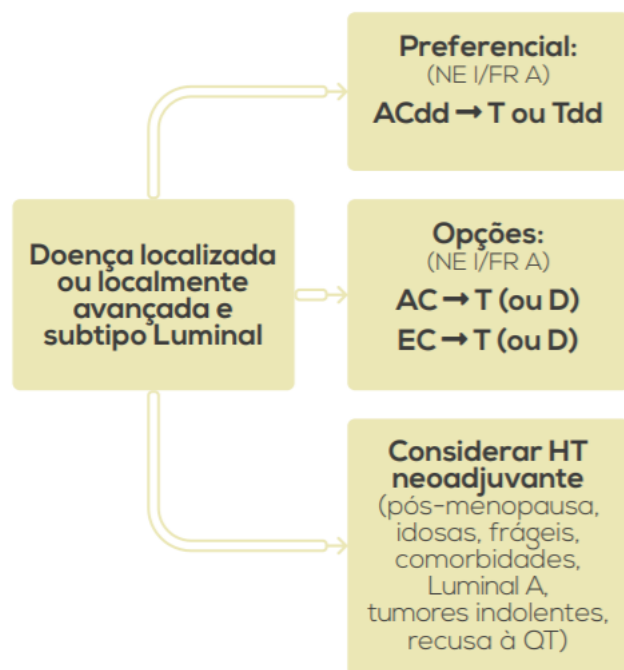 Preferencial:
(NE I/FR A)
ACdd → T ou Tdd
Doença localizada
ou localmente
avançada e
subtipo Luminal
Opções:
(NE I/FR A)
AC → T (ou D)
EC → T (ou D)
Considerar HT
neoadjuvante
(pós-menopausa,
idosas, frágeis,
comorbidades,
Luminal A,
tumores indolentes,
recusa à QT)